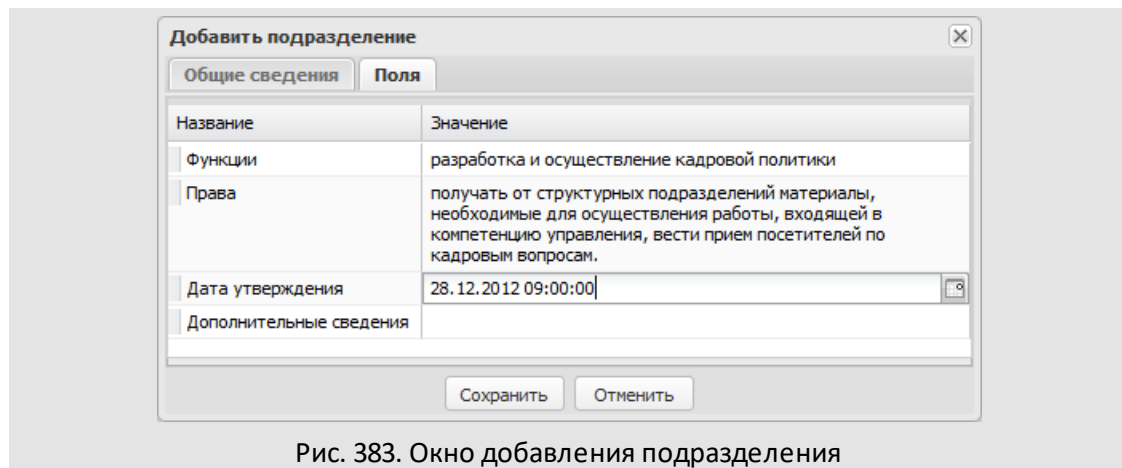 Добавить подразделение
Общие сведения Поля
Название Значение
Функции разработка и осуществление кадровой политики
Права получать от структурных подразделений материалы,
необходимые для осуществления работы, входящей в
компетенцию управления, вести прием посетителей по
кадровым вопросам.
Дата утверждения 28.12.2012 09:00:00
Дополнительные сведения
Сохранить Отменить
Рис. 383. Окно добавления подразделения